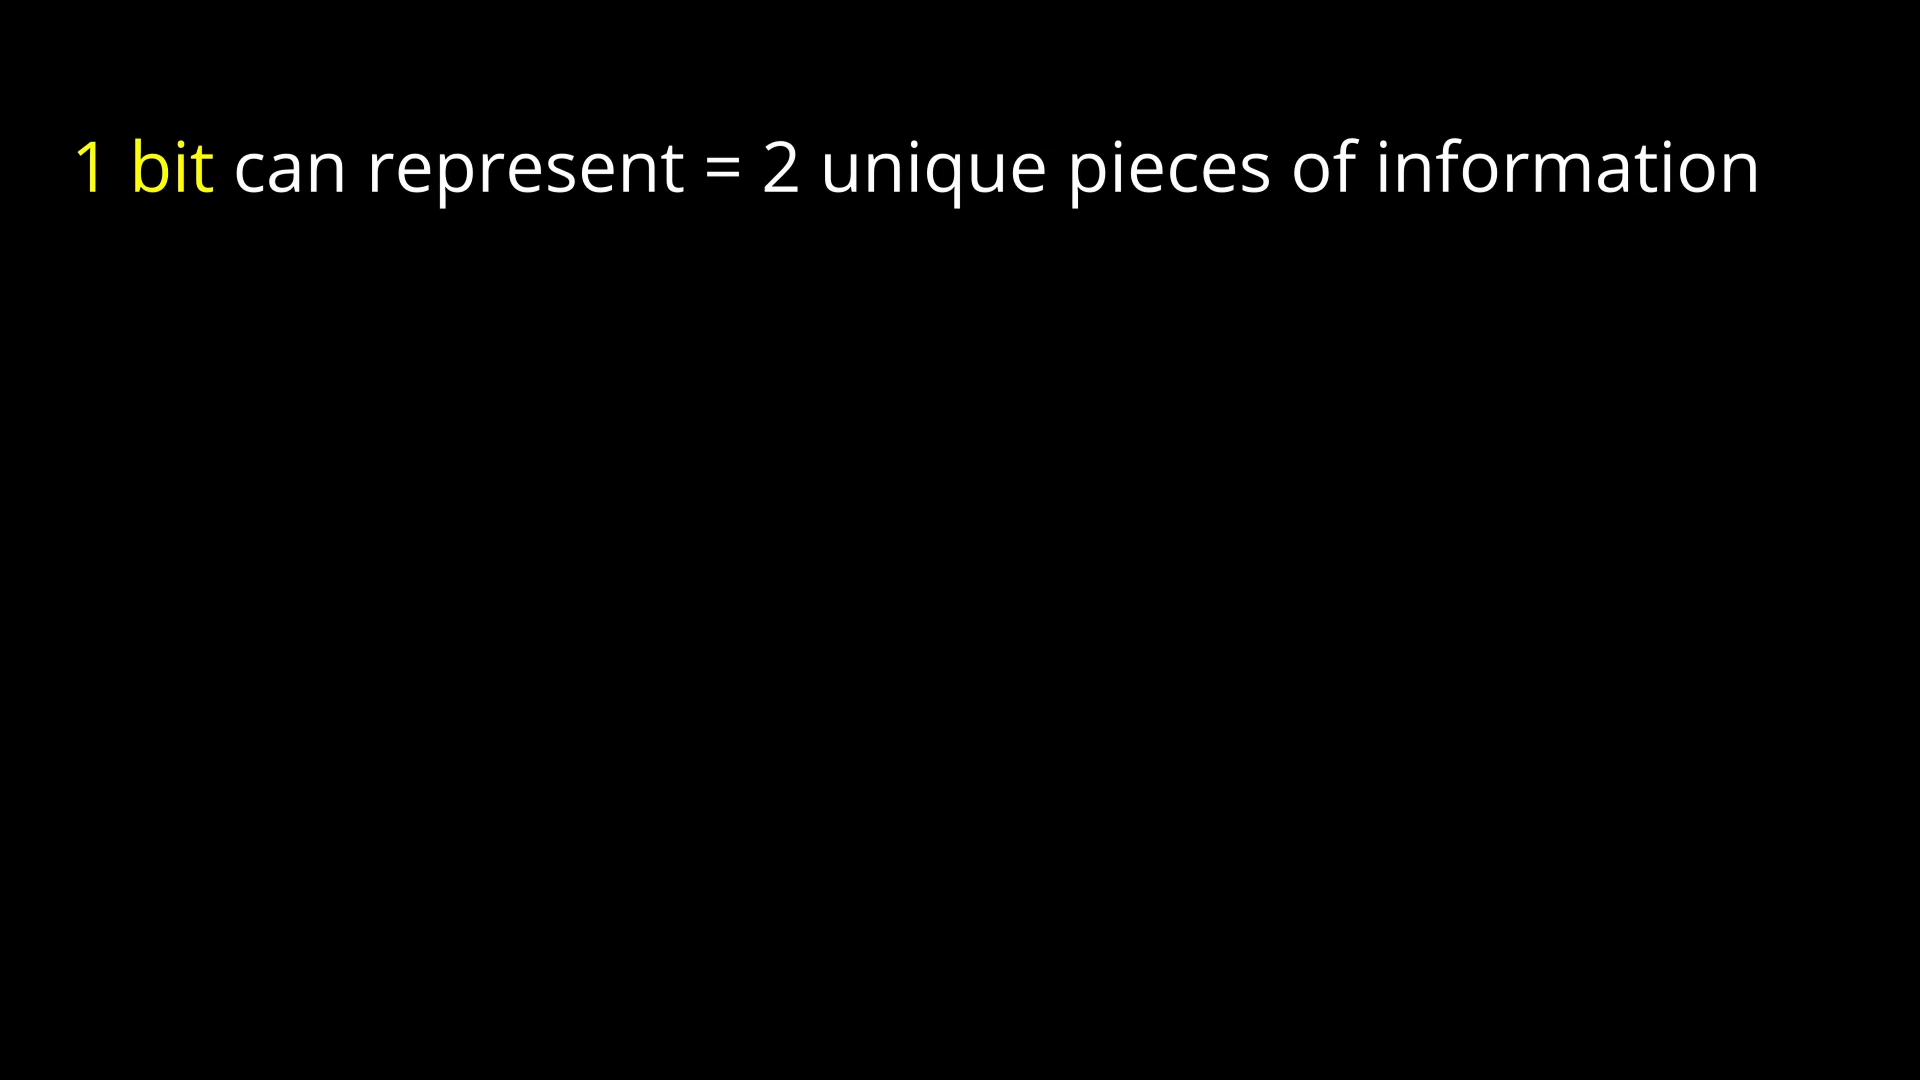 1 bit can represent = 2 unique pieces of information